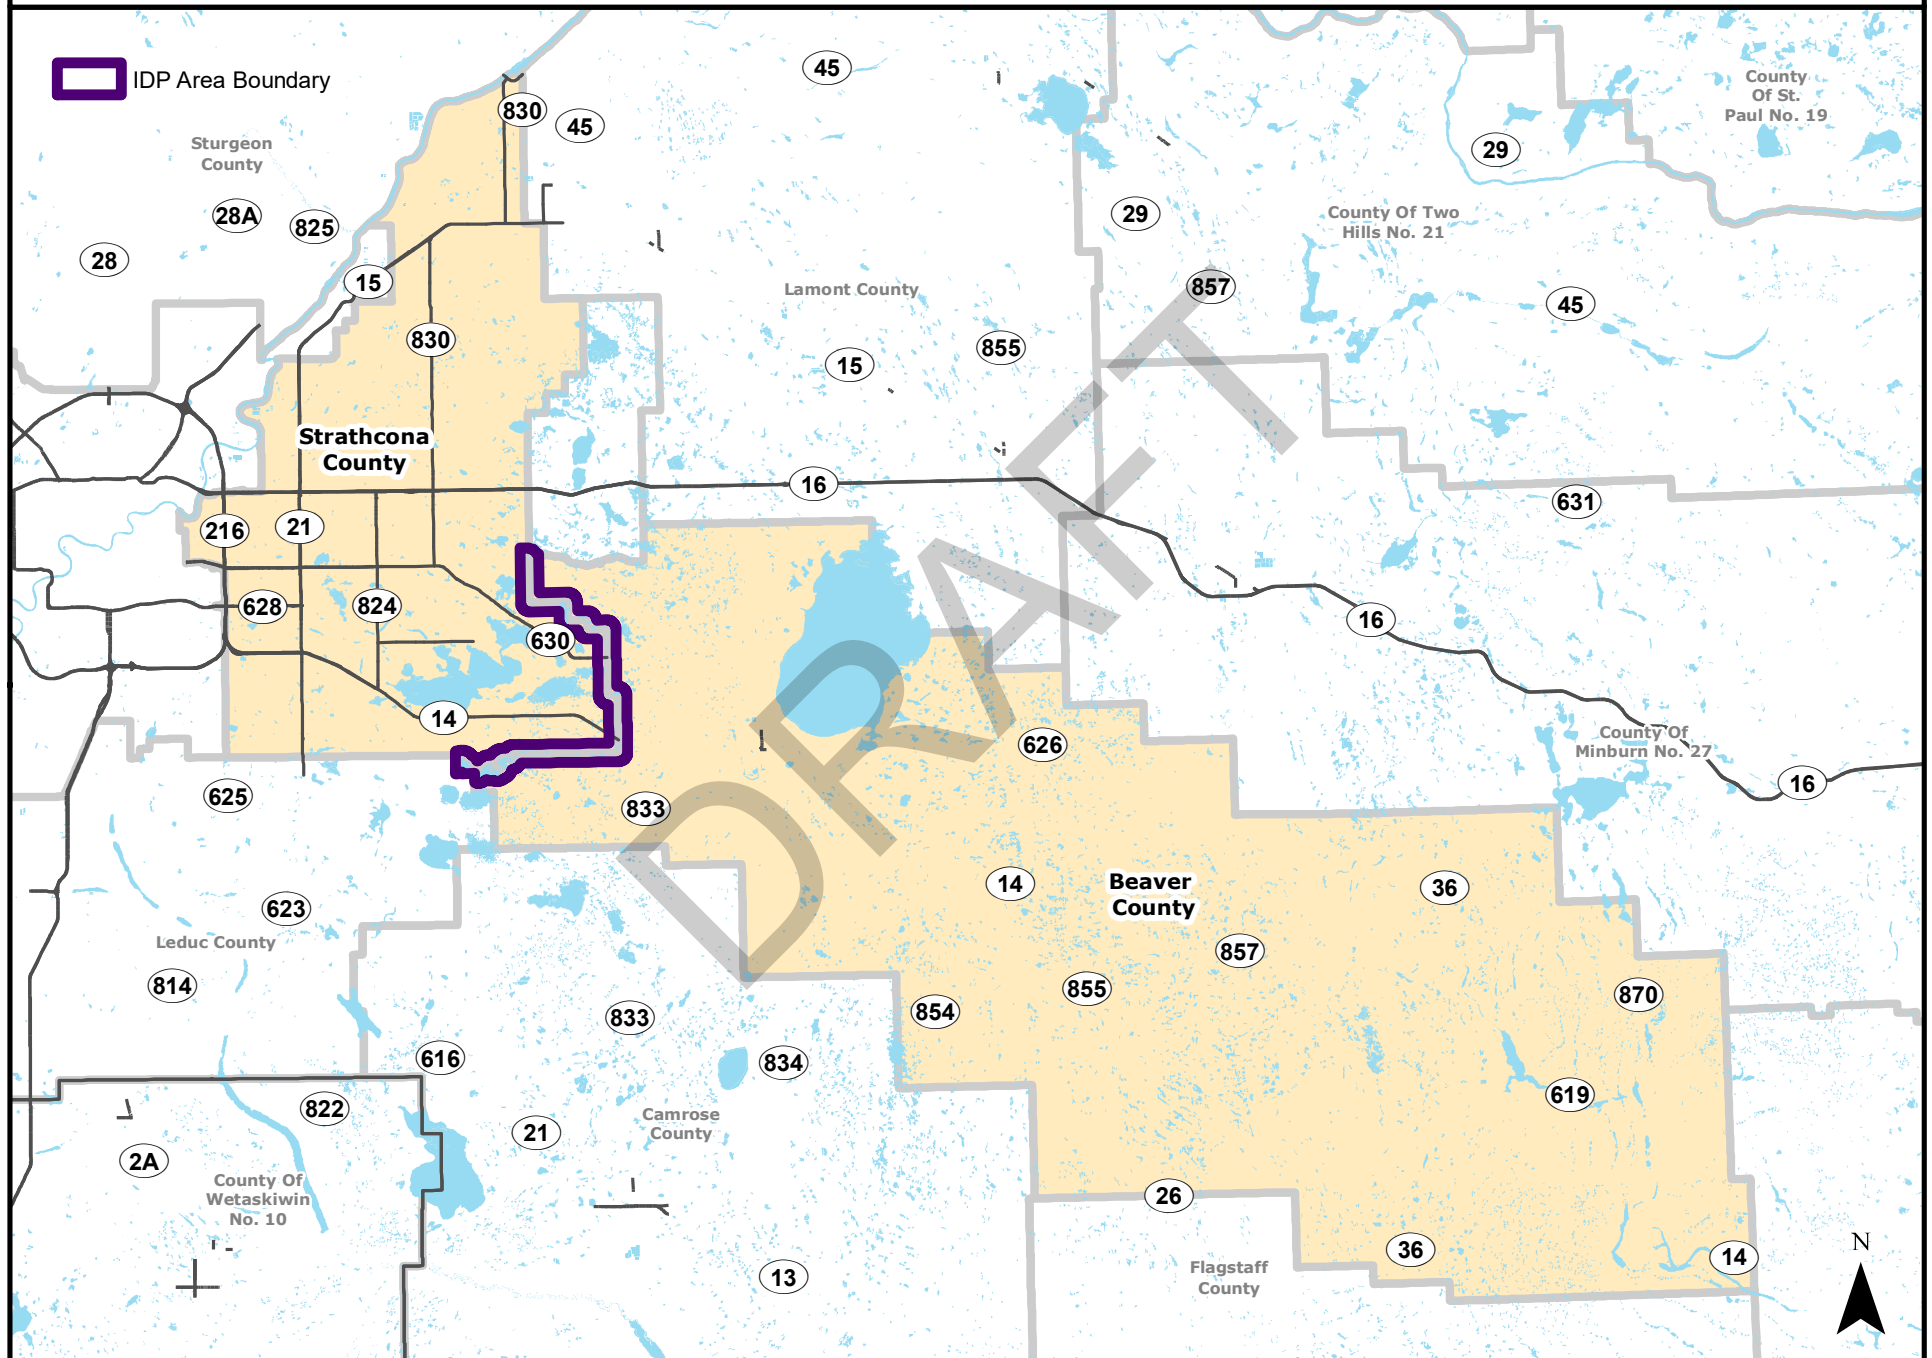 IDP Area Boundary
45
830
45
County
Of St.
Paul No. 19
Sturgeon
County
29
28A
825
29
County Of Two
Hills No. 21
28
15
Lamont County
857
45
830
855
15
Strathcona
County
16
631
216
21
628
824
16
630
14
626
County Of
Minburn No. 27
16
625
833
DRAFT
14
Beaver
County
36
623
Leduc County
857
814
855
870
854
833
616
834
619
822
Camrose
County
21
2A
County Of
Wetaskiwin
No. 10
26
36
14
N
13
Flagstaff
County